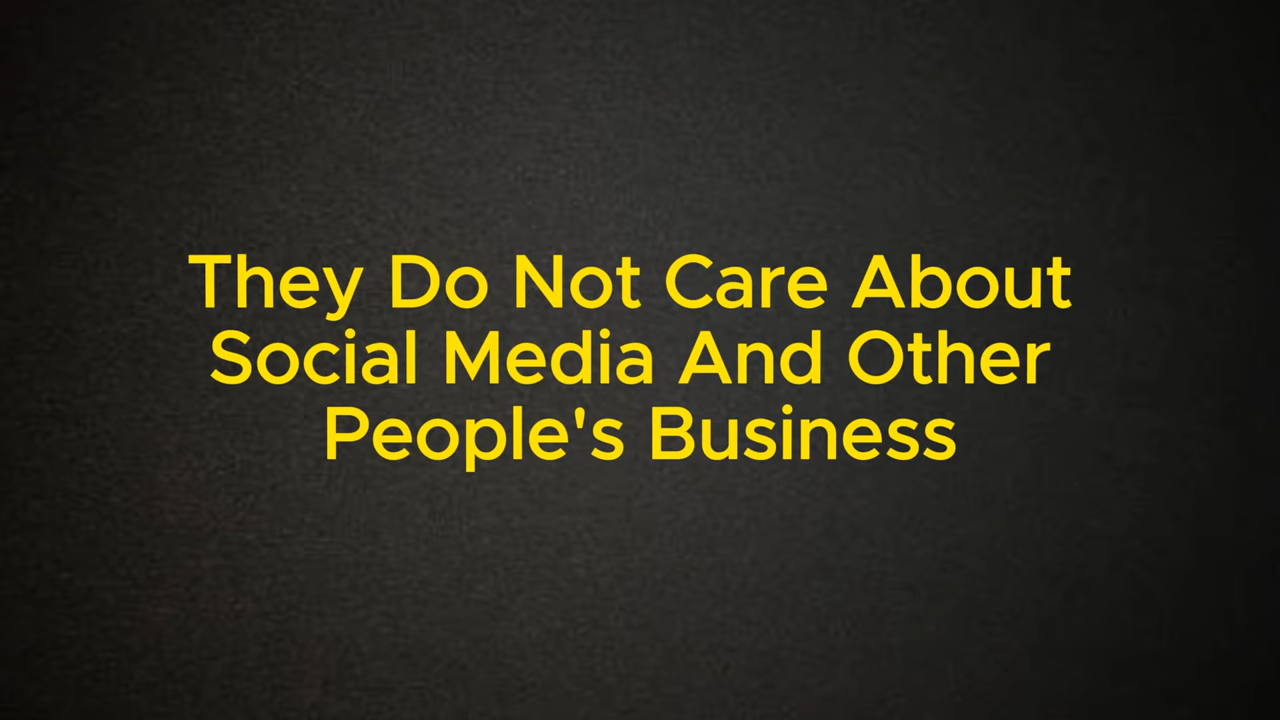 They Do Not Care About
Social Media And Other
People's Business